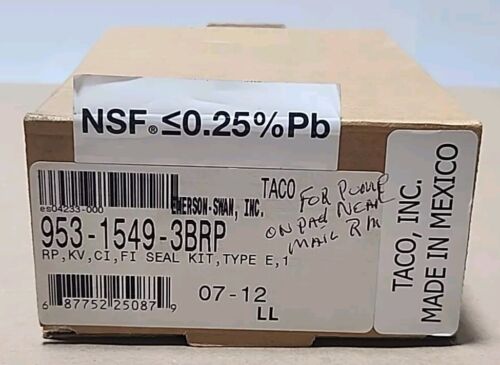 NSF® ≤0.25%Pb
TACO
es04233-000
EMERSON-SWAN, INC.
953-1549-3BRP
RP,KV,CI,FI SEAL KIT,TYPE E,1
6 87752 25087 9
07-12
LL
FOR
ON PAD NEAR
MAIL RM
TACO, INC.
MADE IN MEXICO